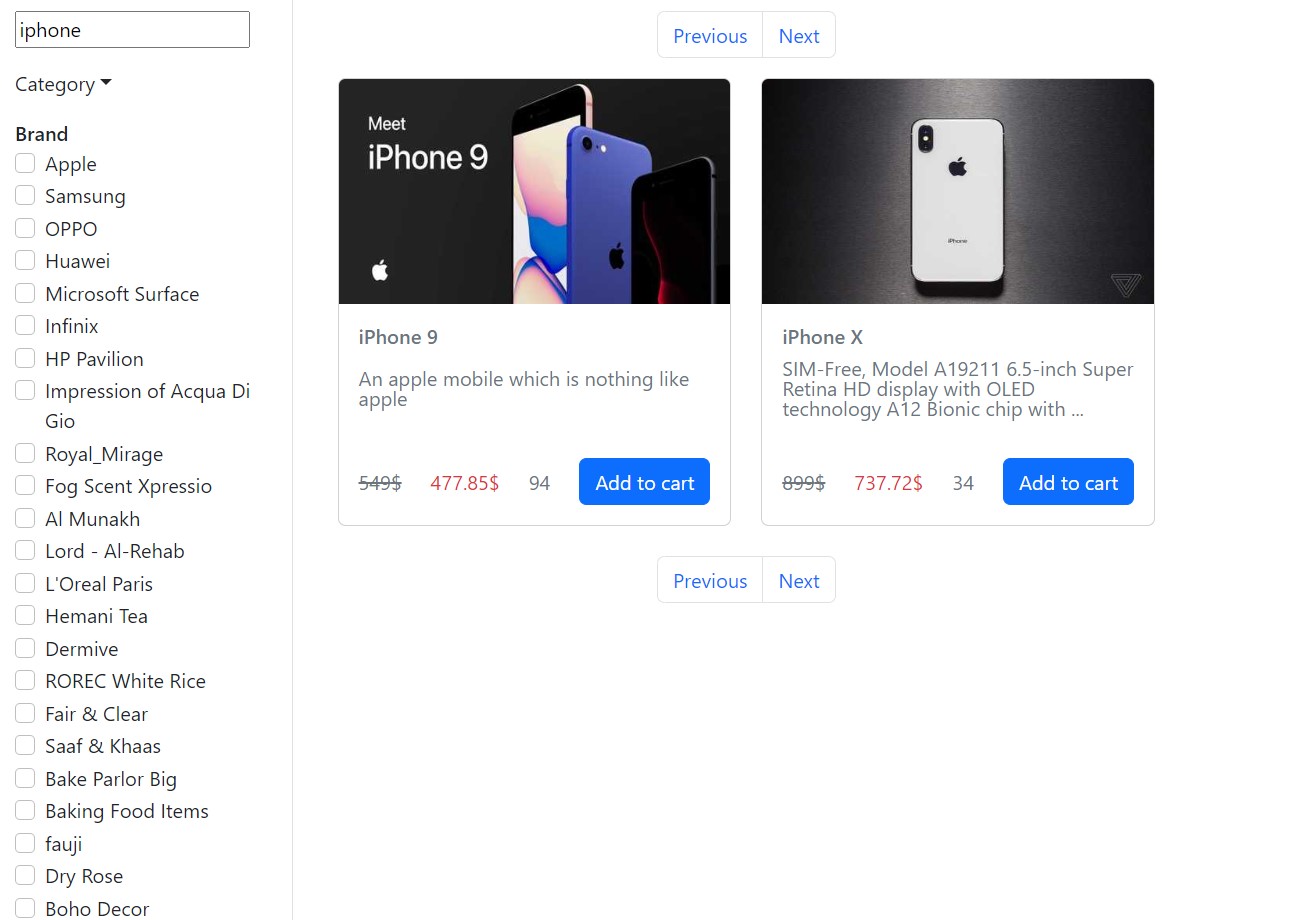 iphone
Category
Brand
Apple
Samsung
OPPO
Huawei
Microsoft Surface
Infinix
HP Pavilion
Impression of Acqua Di
Gio
Royal_Mirage
Fog Scent Xpressio
Al Munakh
Lord - Al-Rehab
L'Oreal Paris
Hemani Tea
Dermive
ROREC White Rice
Fair & Clear
Saaf & Khaas
Bake Parlor Big
Baking Food Items
fauji
Dry Rose
Boho Decor
Previous Next
Meet
iPhone 9
iPhone 9
An apple mobile which is nothing like
apple
549$ 477.85$ 94 Add to cart
iPhone
iPhone X
SIM-Free, Model A19211 6.5-inch Super
Retina HD display with OLED
technology A12 Bionic chip with ...
899$ 737.72$ 34 Add to cart
Previous Next